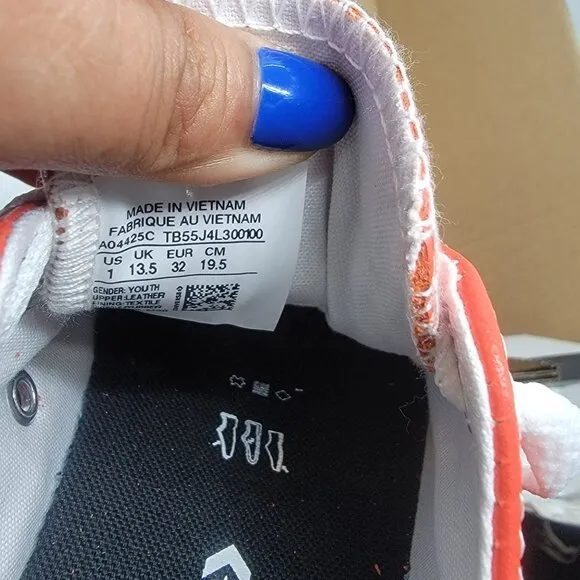 MADE IN VIETNAM
FABRIQUE AU VIETNAM
A04425C TB55J4L300100
US UK EUR CM
1 13.5 32 19.5
GENDER: YOUTH
UPPER:LEATHER
LINING:TEXTILE